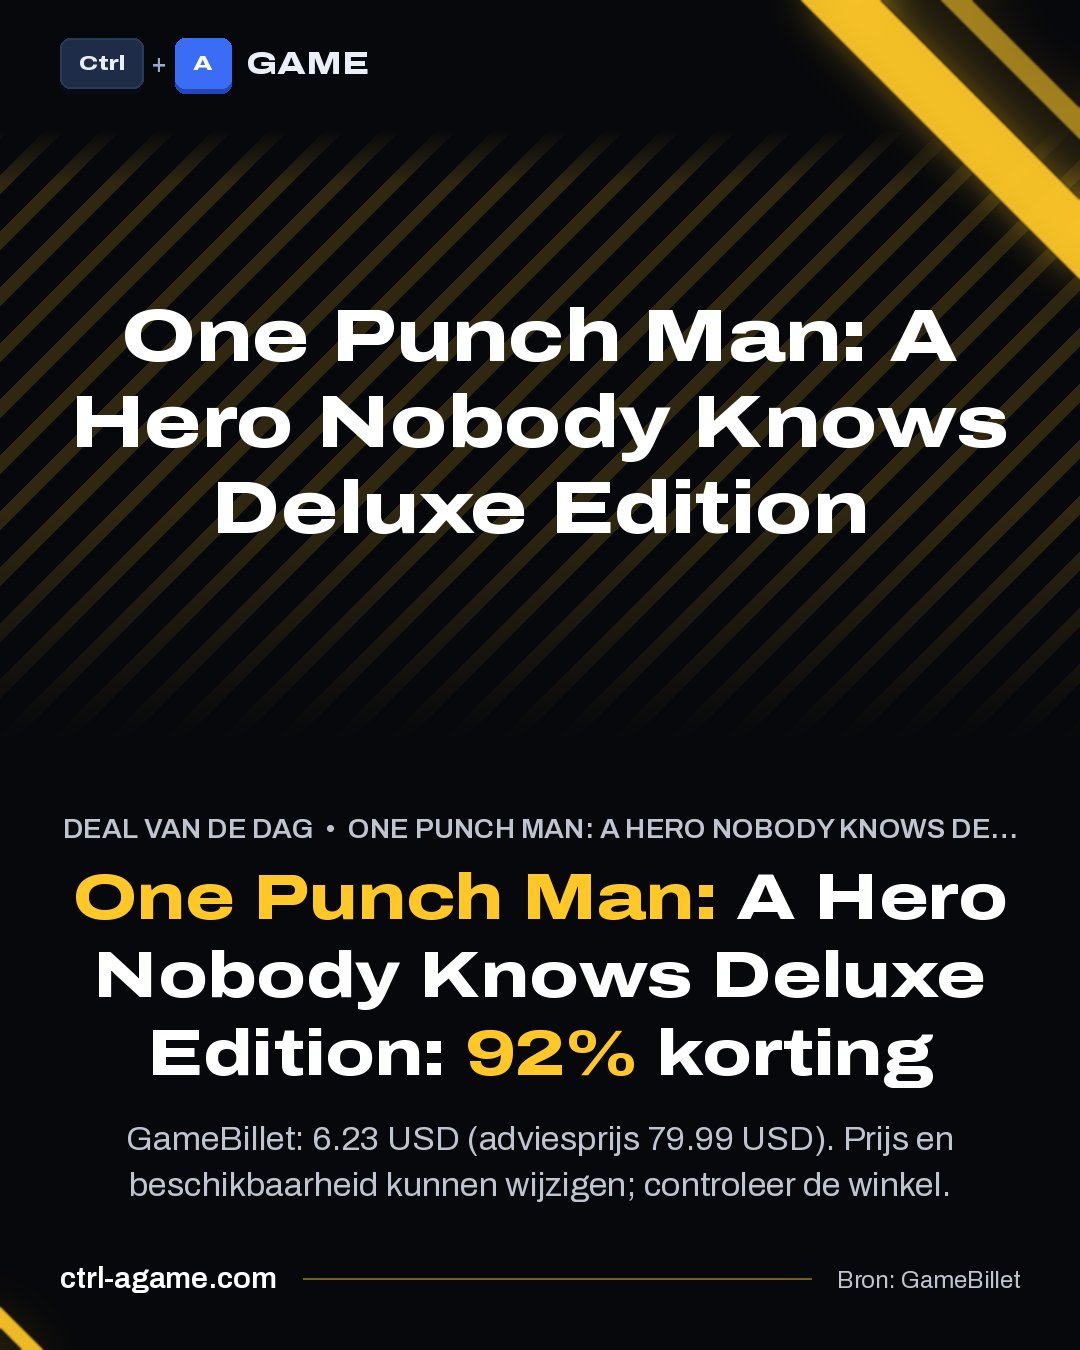 Ctrl + A GAME
One Punch Man: A
Hero Nobody Knows
Deluxe Edition
DEAL VAN DE DAG • ONE PUNCH MAN: A HERO NOBODY KNOWS DE...
One Punch Man: A Hero
Nobody Knows Deluxe
Edition: 92% korting
GameBillet: 6.23 USD (adviesprijs 79.99 USD). Prijs en
beschikbaarheid kunnen wijzigen; controleer de winkel.
ctrl-agame.com
Bron: GameBillet